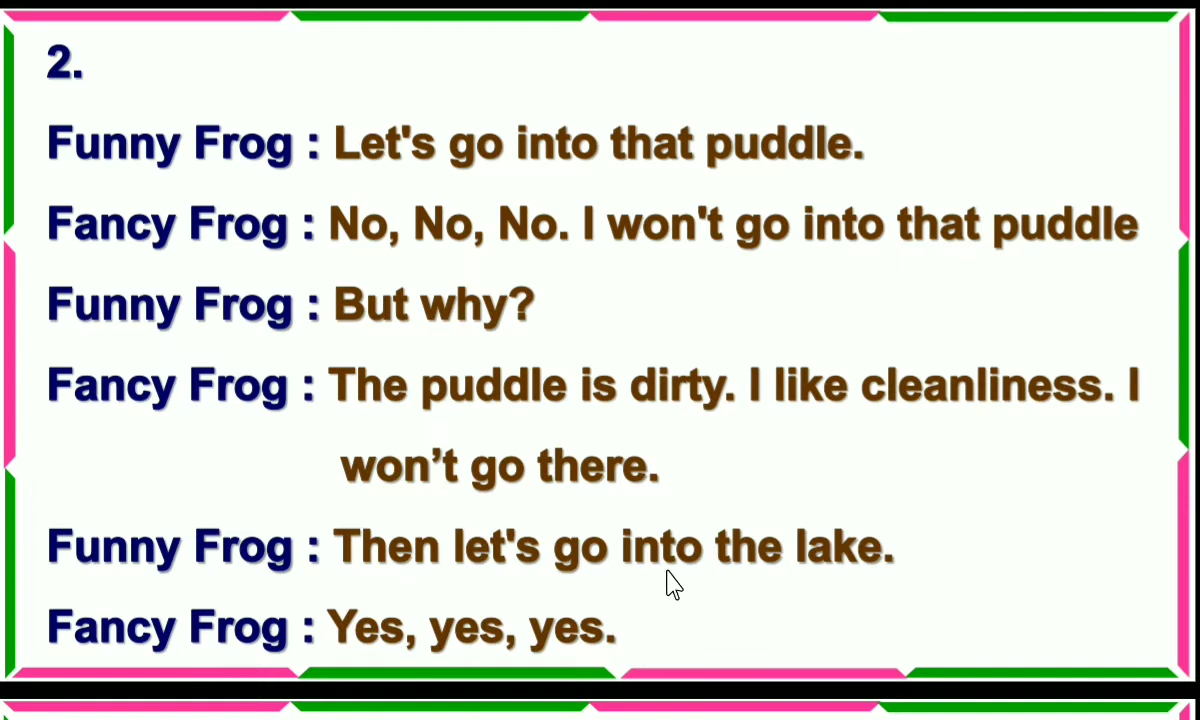 2.
Funny Frog : Let's go into that puddle.
Fancy Frog : No, No, No. I won't go into that puddle
Funny Frog : But why?
Fancy Frog : The puddle is dirty. I like cleanliness. I
won’t go there.
Funny Frog : Then let's go into the lake.
Fancy Frog : Yes, yes, yes.